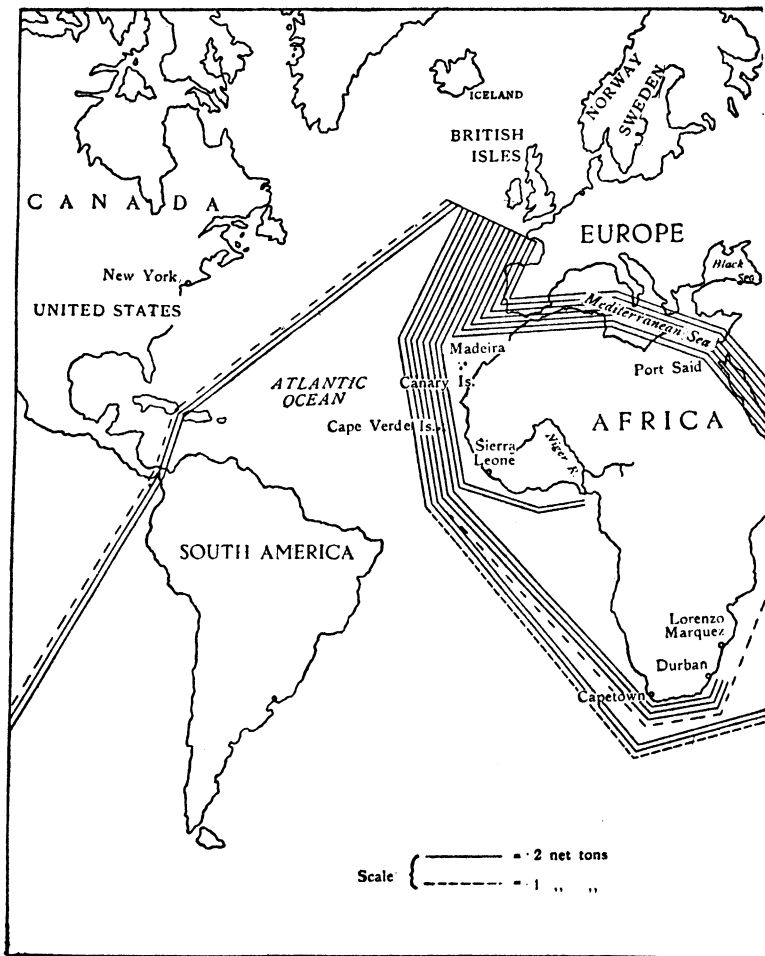 ICELAND
NORWAY
SWEDEN
BRITISH
ISLES
CANADA
EUROPE
Black
Sea
New York
UNITED STATES
Mediterranean Sea
Madeira
Port Said
ATLANTIC
OCEAN
Canary Is.
Cape Verde Is.
AFRICA
Sierra
Leone
Niger R.
SOUTH AMERICA
Lorenzo
Marquez
Durban
Capetown
Scale
= ·2 net tons
= ·1 „ „